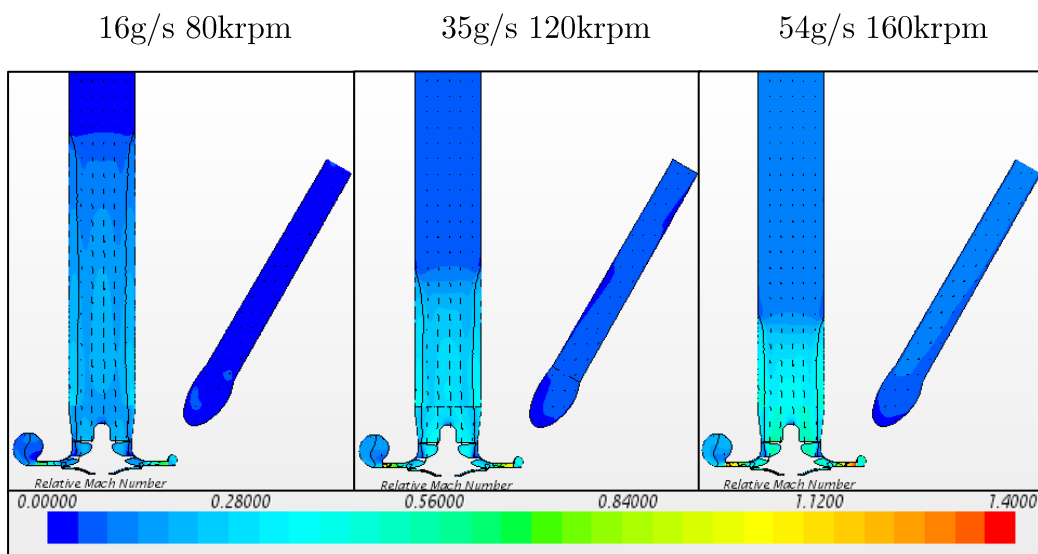 16g/s 80krpm 35g/s 120krpm 54g/s 160krpm
Relative Mach Number Relative Mach Number Relative Mach Number
0.00000 0.28000 0.56000 0.84000 1.1200 7.4000